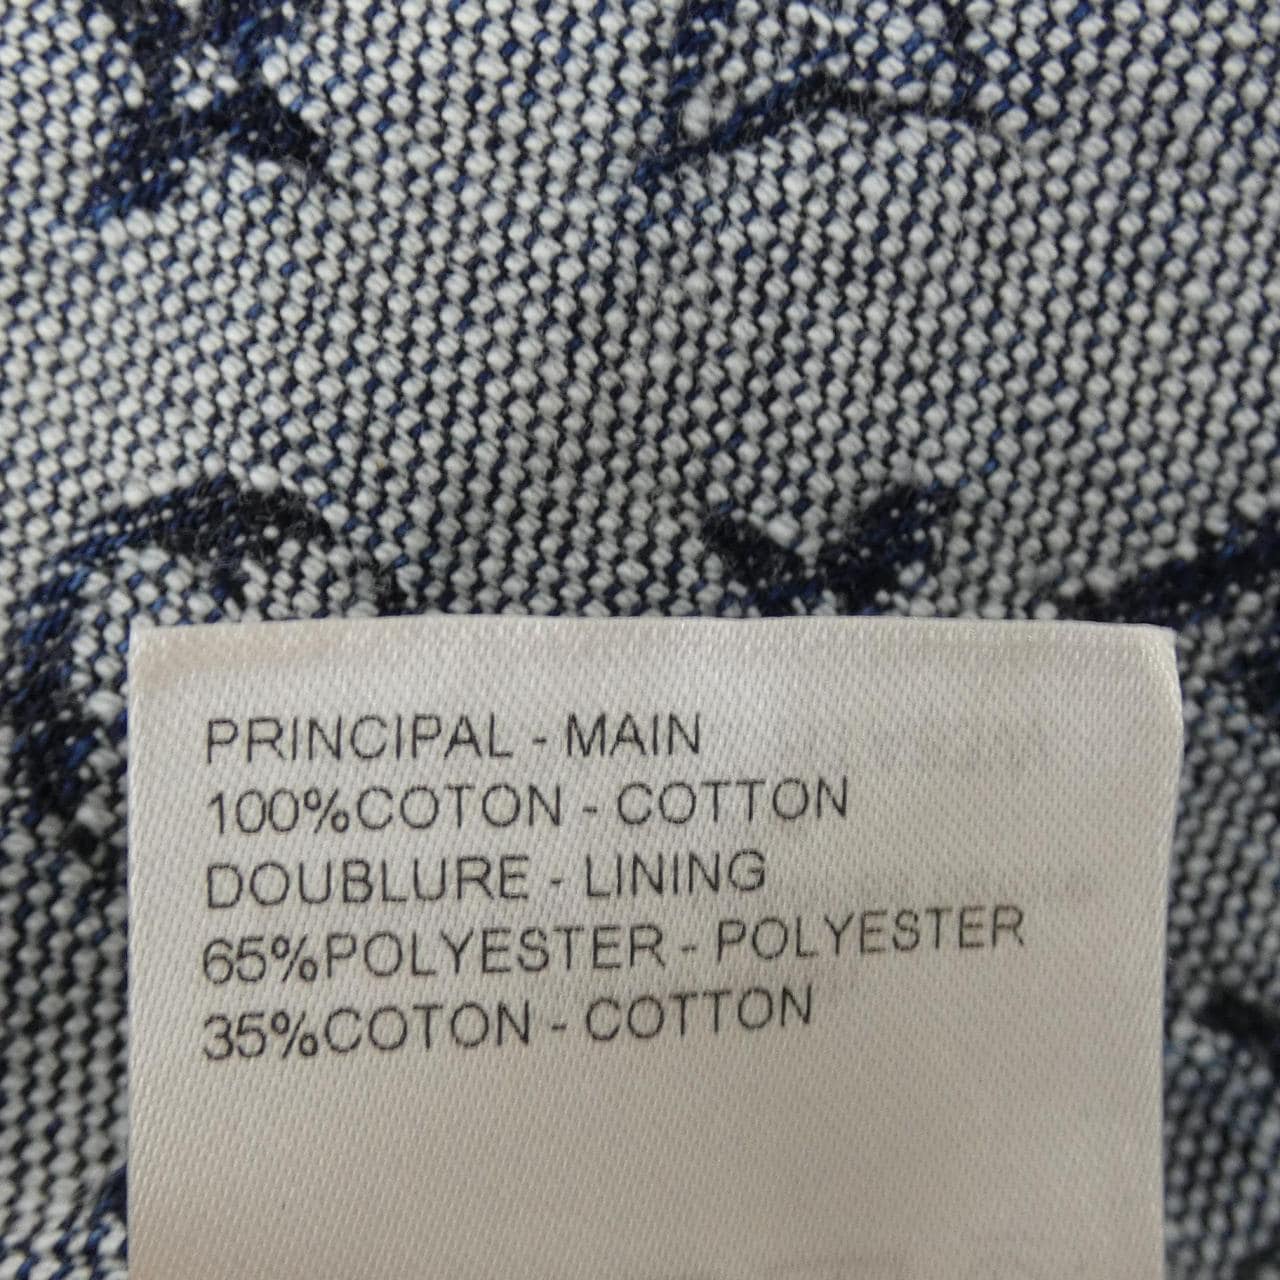 PRINCIPAL - MAIN
100%COTON - COTTON
DOUBLURE - LINING
65%POLYESTER - POLYESTER
35%COTON - COTTON